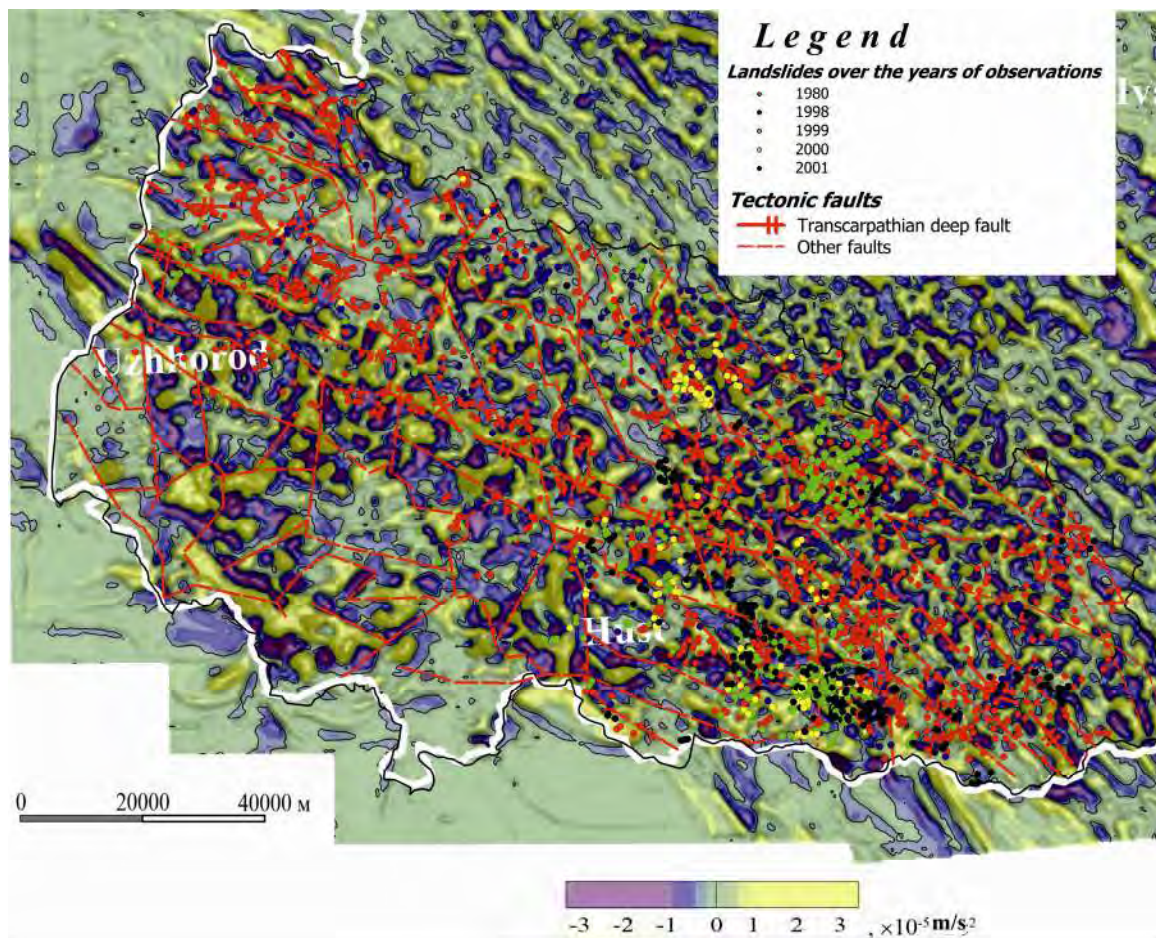 Legend
Landslides over the years of observations
1980
1998
1999
2000
2001
Tectonic faults
Transcarpathian deep fault
Other faults
Uzhhorod
Hust
0 20000 40000 м
-3 -2 -1 0 1 2 3 , ×10⁻⁵ m/s²